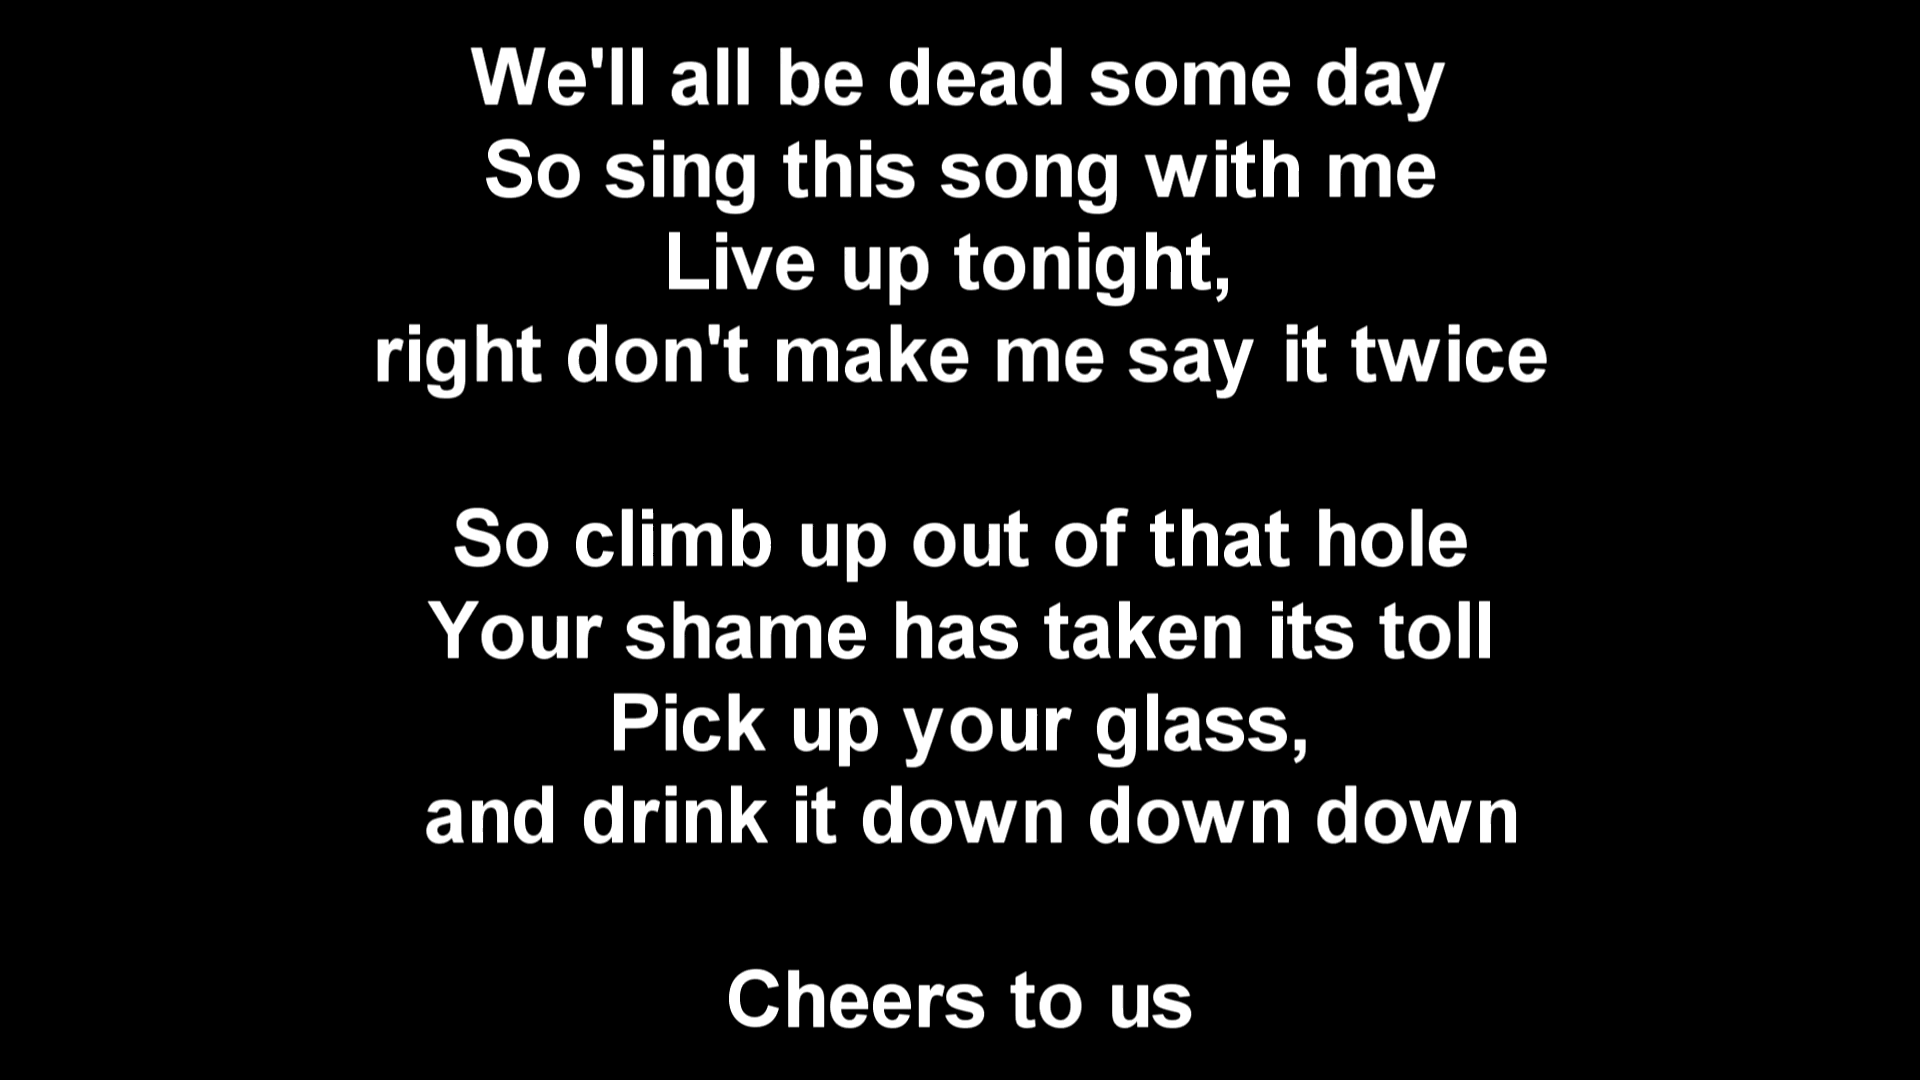 We'll all be dead some day
So sing this song with me
Live up tonight,
right don't make me say it twice
So climb up out of that hole
Your shame has taken its toll
Pick up your glass,
and drink it down down down
Cheers to us